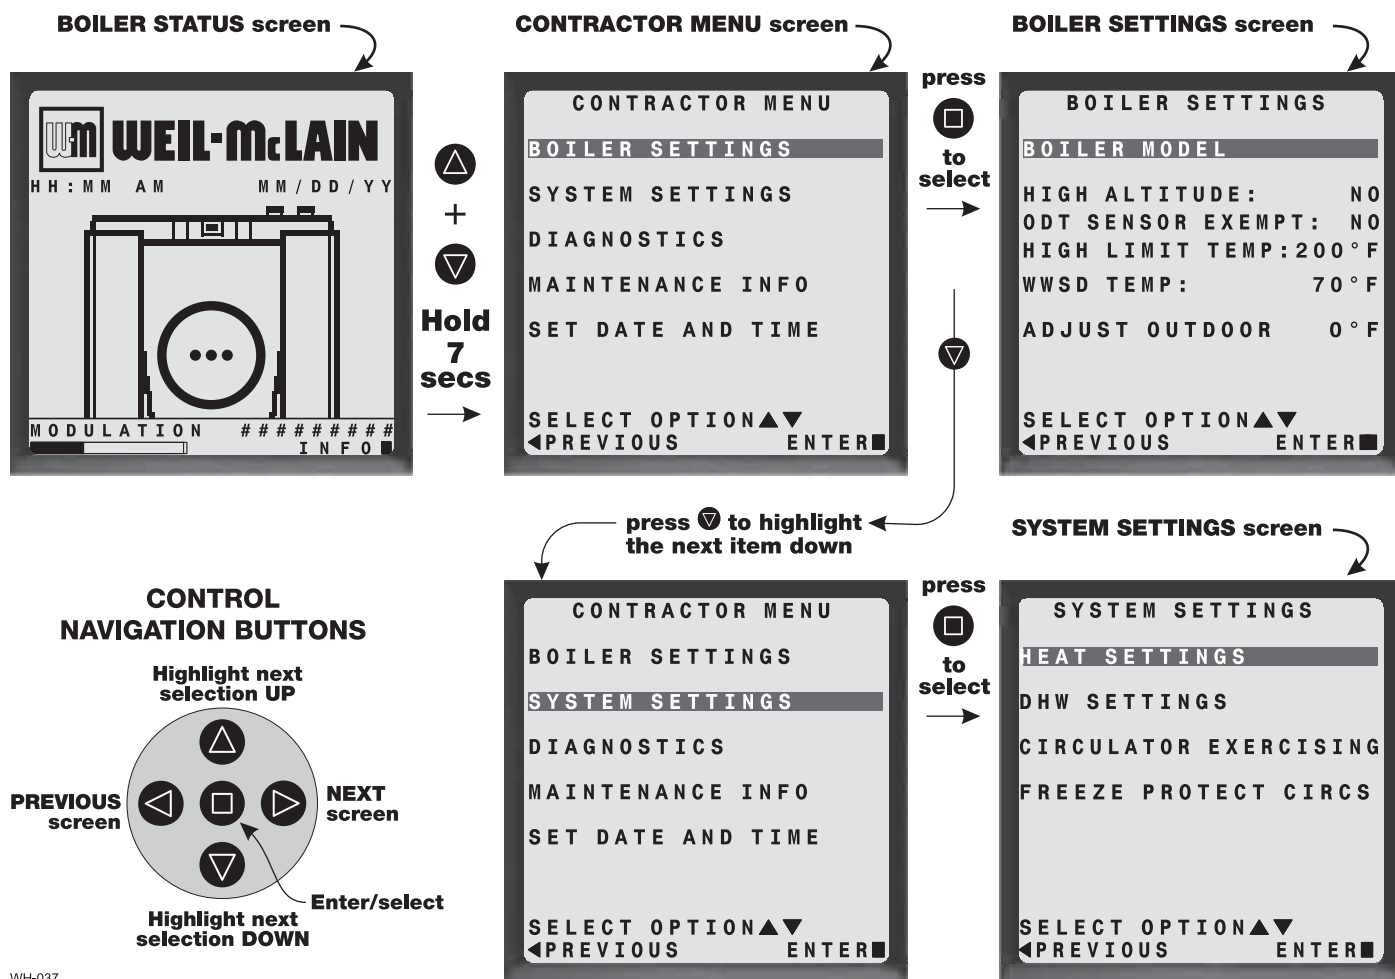 BOILER STATUS screen
WM WEIL-McLAIN
HH:MM AM MM/DD/YY
MODULATION #########
INFO■
△
+
▽
Hold
7
secs
CONTRACTOR MENU screen
CONTRACTOR MENU
BOILER SETTINGS
SYSTEM SETTINGS
DIAGNOSTICS
MAINTENANCE INFO
SET DATE AND TIME
SELECT OPTION▲▼
◀PREVIOUS ENTER■
press
to
select
BOILER SETTINGS screen
BOILER SETTINGS
BOILER MODEL
HIGH ALTITUDE: NO
ODT SENSOR EXEMPT: NO
HIGH LIMIT TEMP:200°F
WWSD TEMP: 70°F
ADJUST OUTDOOR 0°F
SELECT OPTION▲▼
◀PREVIOUS ENTER■
press ▽ to highlight
the next item down
CONTRACTOR MENU
BOILER SETTINGS
SYSTEM SETTINGS
DIAGNOSTICS
MAINTENANCE INFO
SET DATE AND TIME
SELECT OPTION▲▼
◀PREVIOUS ENTER■
press
to
select
SYSTEM SETTINGS screen
SYSTEM SETTINGS
HEAT SETTINGS
DHW SETTINGS
CIRCULATOR EXERCISING
FREEZE PROTECT CIRCS
SELECT OPTION▲▼
◀PREVIOUS ENTER■
CONTROL
NAVIGATION BUTTONS
Highlight next
selection UP
PREVIOUS
screen
NEXT
screen
Enter/select
Highlight next
selection DOWN
WH-037